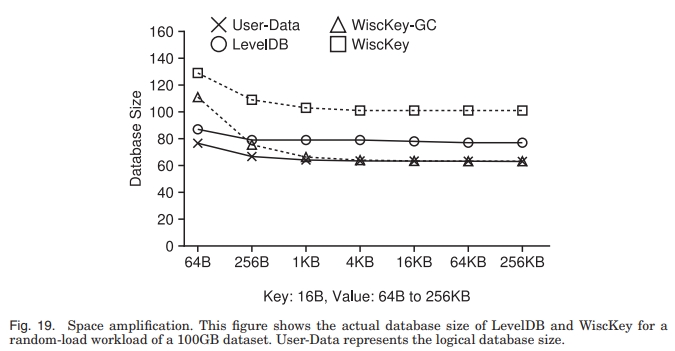 User-Data WiscKey-GC
LevelDB WiscKey
160
140
120
100
80
60
40
20
0
Database Size
64B 256B 1KB 4KB 16KB 64KB 256KB
Key: 16B, Value: 64B to 256KB
Fig. 19. Space amplification. This figure shows the actual database size of LevelDB and WiscKey for a
random-load workload of a 100GB dataset. User-Data represents the logical database size.